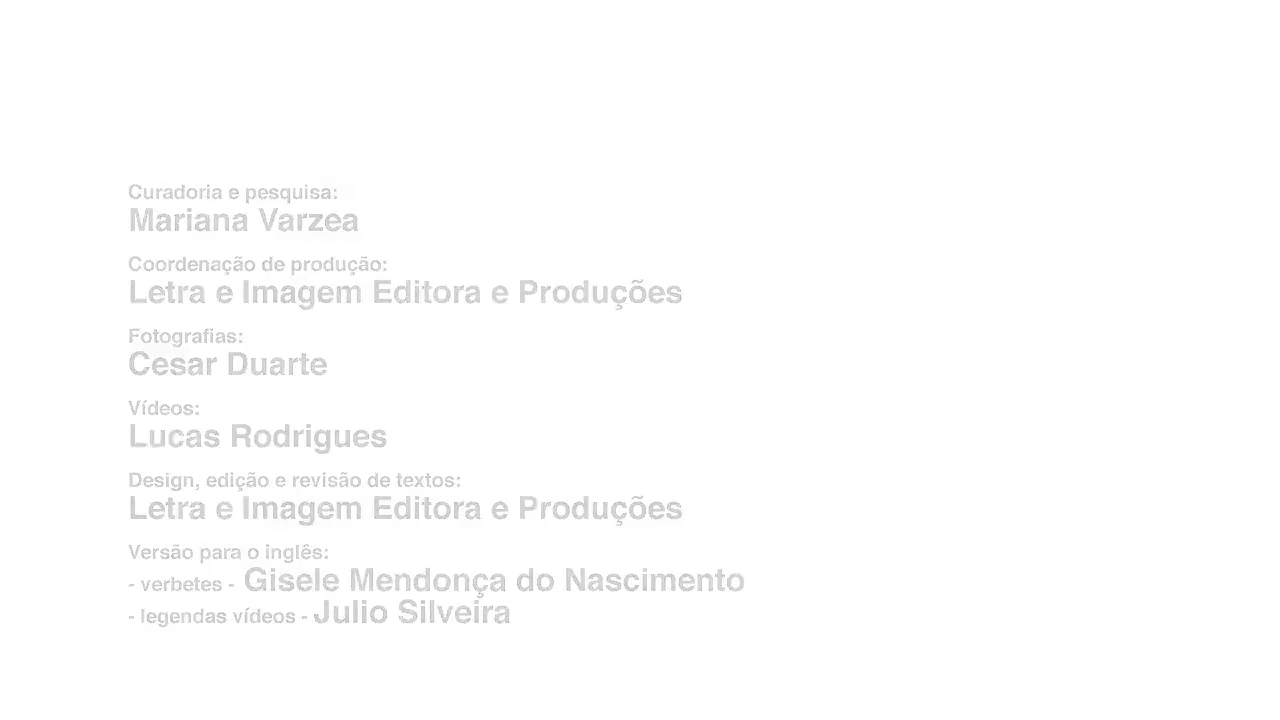 Curadoria e pesquisa:
Mariana Varzea
Coordenação de produção:
Letra e Imagem Editora e Produções
Fotografias:
Cesar Duarte
Vídeos:
Lucas Rodrigues
Design, edição e revisão de textos:
Letra e Imagem Editora e Produções
Versão para o inglês:
- verbetes - Gisele Mendonça do Nascimento
- legendas vídeos - Julio Silveira